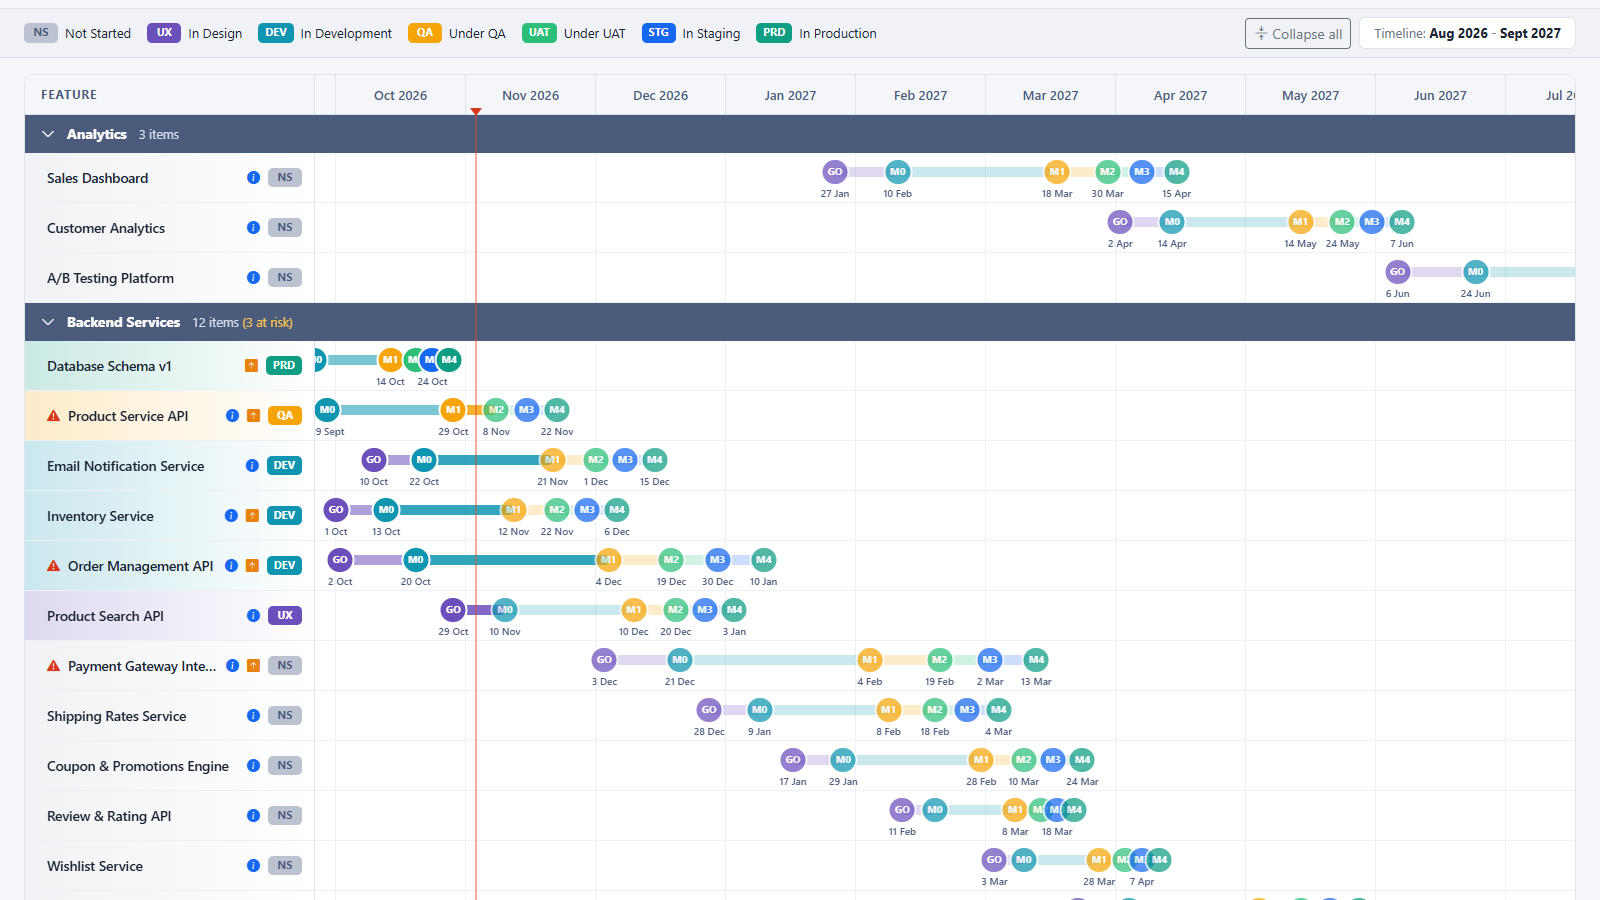 NS Not Started UX In Design DEV In Development QA Under QA UAT Under UAT STG In Staging PRD In Production Collapse all Timeline: Aug 2026 - Sept 2027
FEATURE Oct 2026 Nov 2026 Dec 2026 Jan 2027 Feb 2027 Mar 2027 Apr 2027 May 2027 Jun 2027 Jul
Analytics 3 items
Sales Dashboard i NS GO M0 M1 M2 M3 M4
27 Jan 10 Feb 18 Mar 30 Mar 15 Apr
Customer Analytics i NS GO M0 M1 M2 M3 M4
2 Apr 14 Apr 14 May 24 May 7 Jun
A/B Testing Platform i NS GO M0
6 Jun 24 Jun
Backend Services 12 items (3 at risk)
Database Schema v1 PRD M1 M4
14 Oct 24 Oct
Product Service API i QA M0 M1 M2 M3 M4
9 Sept 29 Oct 8 Nov 22 Nov
Email Notification Service i DEV GO M0 M1 M2 M3 M4
10 Oct 22 Oct 21 Nov 1 Dec 15 Dec
Inventory Service i DEV GO M0 M1 M2 M3 M4
1 Oct 13 Oct 12 Nov 22 Nov 6 Dec
Order Management API i DEV GO M0 M1 M2 M3 M4
2 Oct 20 Oct 4 Dec 19 Dec 30 Dec 10 Jan
Product Search API i UX GO M0 M1 M2 M3 M4
29 Oct 10 Nov 10 Dec 20 Dec 3 Jan
Payment Gateway Inte... i NS GO M0 M1 M2 M3 M4
3 Dec 21 Dec 4 Feb 19 Feb 2 Mar 13 Mar
Shipping Rates Service i NS GO M0 M1 M2 M3 M4
28 Dec 9 Jan 8 Feb 18 Feb 4 Mar
Coupon & Promotions Engine i NS GO M0 M1 M2 M3 M4
17 Jan 29 Jan 28 Feb 10 Mar 24 Mar
Review & Rating API i NS GO M0 M1 M4
11 Feb 8 Mar 18 Mar
Wishlist Service i NS GO M0 M1 M4
3 Mar 28 Mar 7 Apr